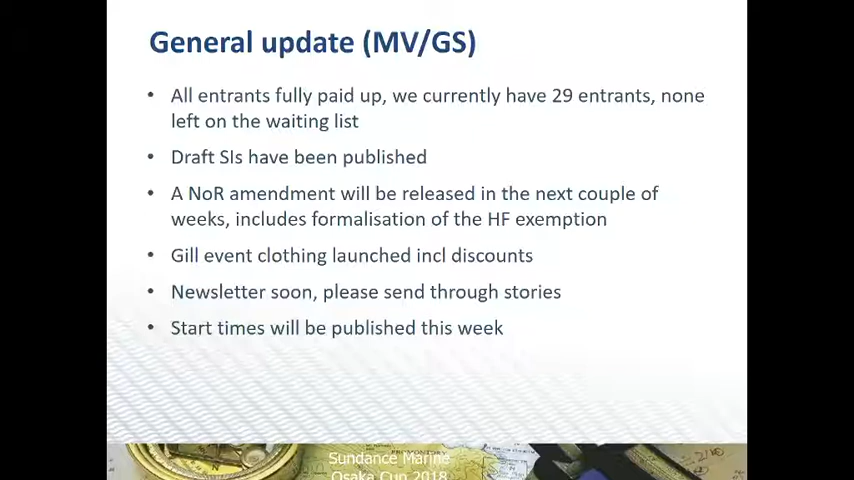 General update (MV/GS)
• All entrants fully paid up, we currently have 29 entrants, none
left on the waiting list
• Draft SIs have been published
• A NoR amendment will be released in the next couple of
weeks, includes formalisation of the HF exemption
• Gill event clothing launched incl discounts
• Newsletter soon, please send through stories
• Start times will be published this week
Sundance Marine
Osaka Cup 2018